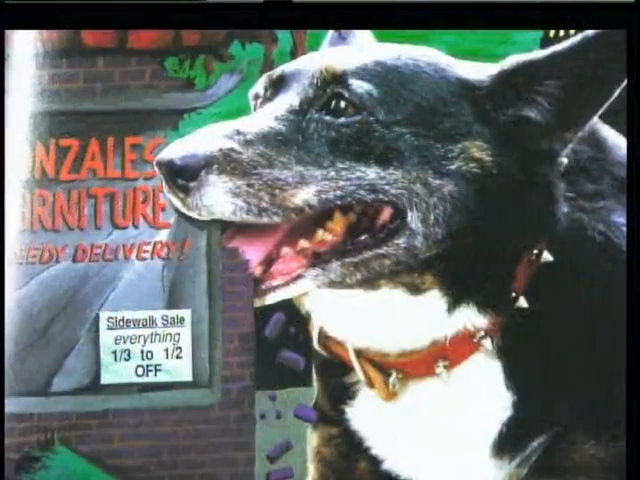 NZALES
RNITURE
EEDY DELIVERY!
Sidewalk Sale
everything
1/3 to 1/2
OFF